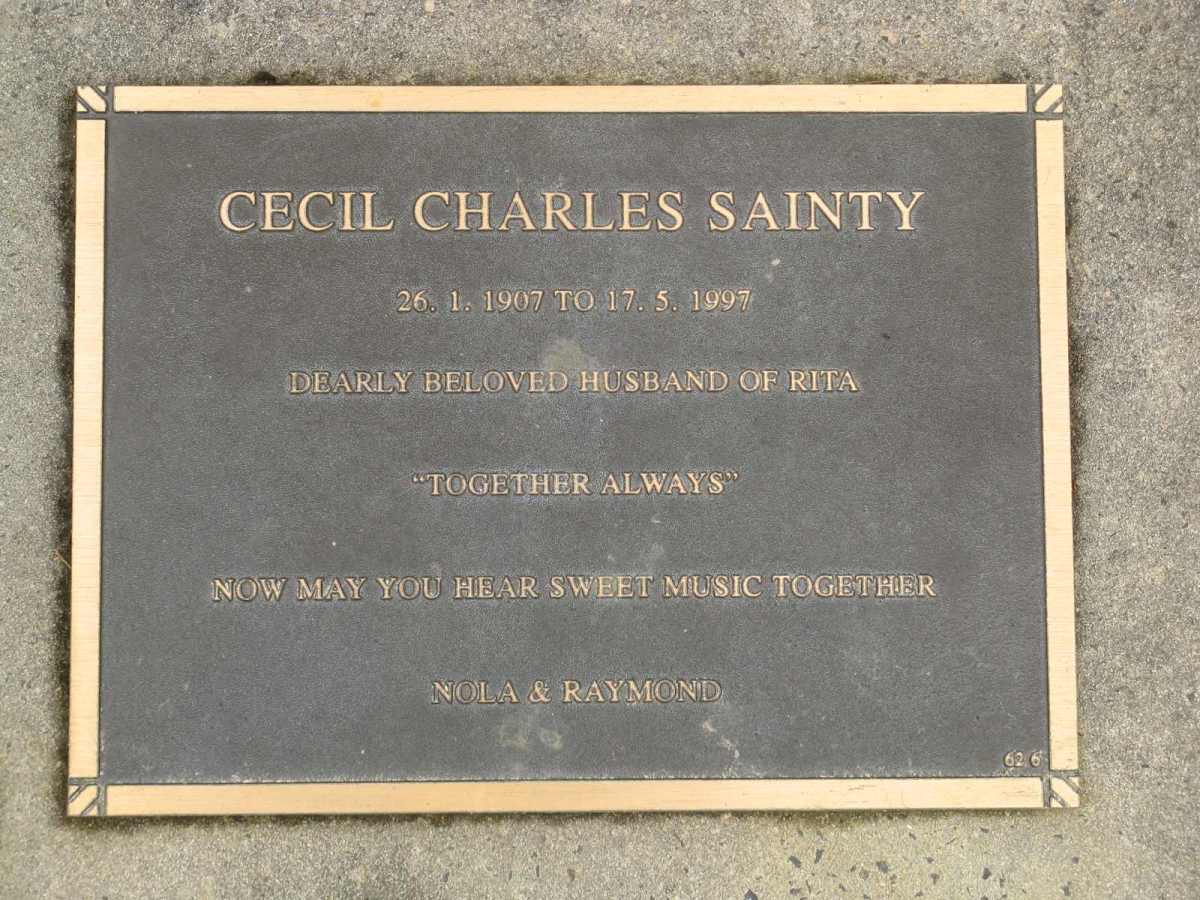 CECIL CHARLES SAINTY
26. 1. 1907 TO 17. 5. 1997
DEARLY BELOVED HUSBAND OF RITA
“TOGETHER ALWAYS”
NOW MAY YOU HEAR SWEET MUSIC TOGETHER
NOLA & RAYMOND
62 6